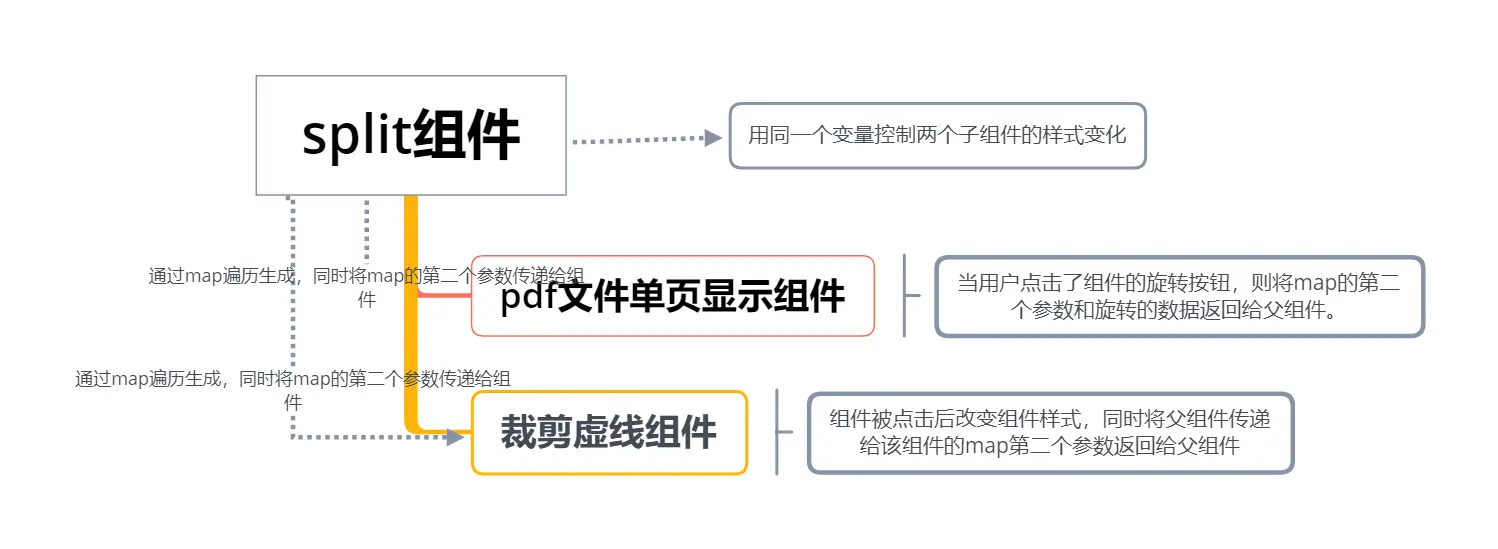 split组件
用同一个变量控制两个子组件的样式变化
通过map遍历生成，同时将map的第二个参数传递给组
件
pdf文件单页显示组件
当用户点击了组件的旋转按钮，则将map的第二
个参数和旋转的数据返回给父组件。
通过map遍历生成，同时将map的第二个参数传递给组
件
裁剪虚线组件
组件被点击后改变组件样式，同时将父组件传递
给该组件的map第二个参数返回给父组件